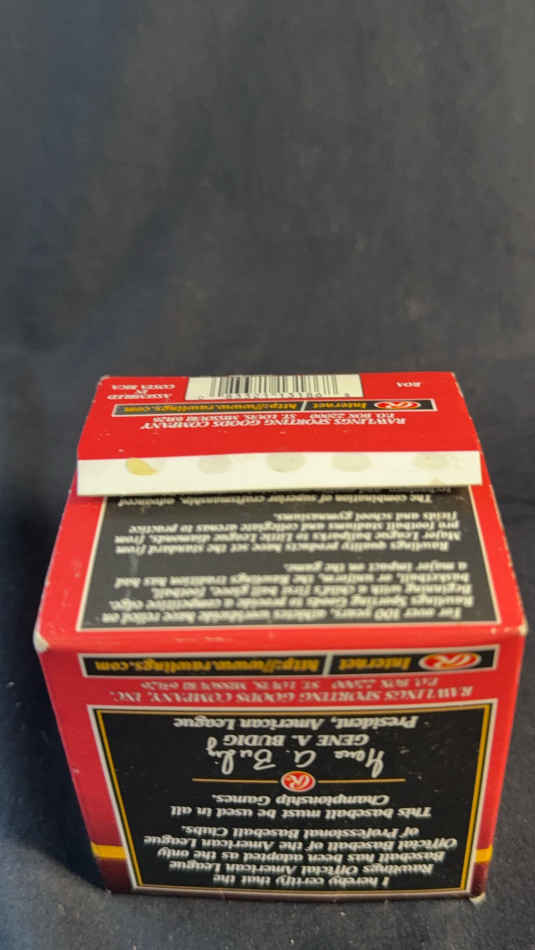 I hereby certify that the
Rawlings Official American League
Baseball has been adopted as the only
Official Baseball of the American League
of Professional Baseball Clubs.
This baseball must be used in all
Championship Games.
R
Gene A. Budig
GENE A. BUDIG
President, American League
RAWLINGS SPORTING GOODS COMPANY, INC.
P.O. BOX 22000 ST. LOUIS, MISSOURI 63126
R Internet http://www.rawlings.com
For over 100 years, athletes worldwide have relied on
Rawlings Sporting Goods to provide a competitive edge.
Beginning with a child's first ball glove, football,
basketball, or uniform, the Rawlings tradition has had
a major impact on the game.
Rawlings quality products have set the standard from
Major League ballparks to Little League diamonds, from
pro football stadiums and collegiate arenas to practice
fields and school gymnasiums.
The combination of superior craftsmanship, advanced
RAWLINGS SPORTING GOODS COMPANY
P.O. BOX 22000 ST. LOUIS, MISSOURI 63126
R Internet http://www.rawlings.com
ROA
ASSEMBLED
IN
COSTA RICA